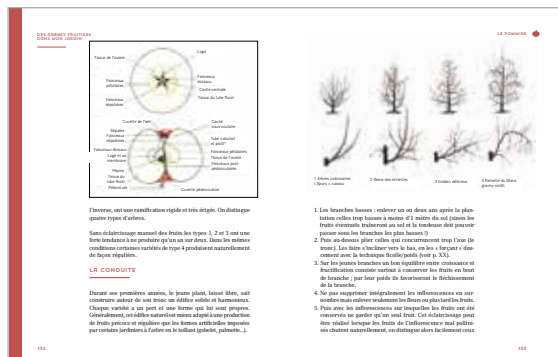 DES ARBRES FRUITIERS
DANS MON JARDIN
Loge
Tissus de l'ovaire
Faisceaux
sépalaires
Faisceaux
dorsaux
Cavité centrale
Tissus du tube floral
Faisceaux
sépalaires
Cuvette de l'œil
Sépales
Faisceaux
sépalaires
Faisceaux dorsaux
Loge et sa
membrane
Pépins
Tissus du
tube floral
Pédoncule
Cavité
Tube calicinal
Faisceaux pétalaires
Tissus de l'ovaire
Cuvette pédonculaire
l'inverse, ont une ramification rigide et très érigée. On distingue
quatre types d'arbres.
Sans éclaircissage manuel des fruits les types 1, 2 et 3 ont une
forte tendance à ne produire qu'un an sur deux. Dans les mêmes
conditions certaines variétés de type 4 produisent naturellement
de façon régulière.
LA CONDUITE
Durant ses premières années, le jeune plant, laissé libre, sait
construire autour de son tronc un édifice solide et harmonieux.
Chaque variété a un port et une forme qui lui sont propres.
Généralement, cet édifice naturel est mieux adapté à une production
de fruits précoce et régulière que les formes artificielles imposées
par certains jardiniers à l'arbre en le taillant (gobelet, palmette...).
152
LE POMMIER
1 Arbres colonnaires
« Spurs »
2 Reine des reinettes
3 Golden délicious
granny smith
1. Les branches basses : enlever un ou deux ans après la plan-
tation celles trop basses à moins d'1 mètre du sol (sinon les
fruits éventuels traîneront au sol et la tondeuse doit pouvoir
passer sous les branches les plus basses !)
2. Puis au-dessus plier celles qui concurrencent trop l'axe (le
tronc). Les faire s'incliner vers le bas, en les « forçant » dou-
cement avec la technique ficelle/poids (voir p. XX).
3. Sur les jeunes branches un bon équilibre entre croissance et
fructification consiste surtout à conserver les fruits en bout
de branche ; par leur poids ils favoriseront le fléchissement
de la branche.
4. Ne pas supprimer intégralement les inflorescences en sur-
nombre mais enlever seulement les fleurs ou plus tard les fruits.
5. Puis avec les inflorescences sur lesquelles les fruits ont été
conservés ne garder qu'un seul fruit. Cet éclaircissage peut
être réalisé lorsque les fruits de l'inflorescence mal pollini-
sés chutent naturellement, on distingue alors facilement ceux
153